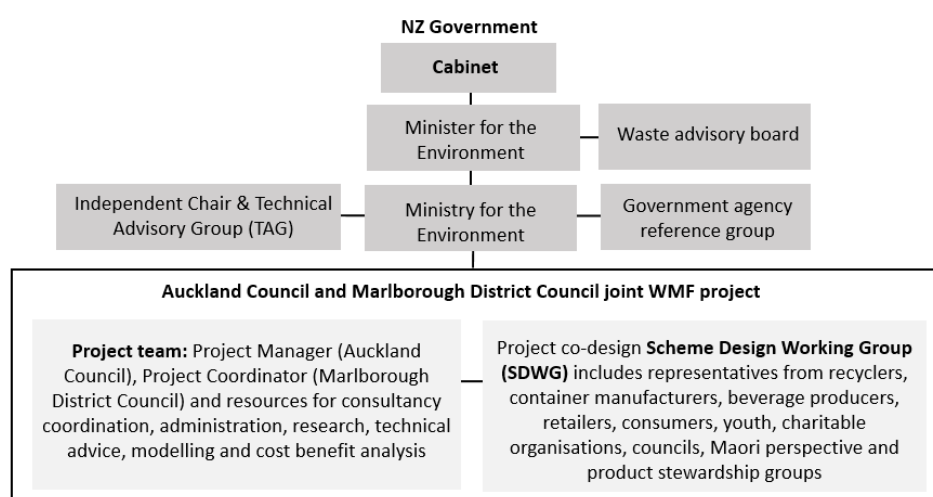 NZ Government
Cabinet
Minister for the
Environment
Waste advisory board
Independent Chair & Technical
Advisory Group (TAG)
Ministry for the
Environment
Government agency
reference group
Auckland Council and Marlborough District Council joint WMF project
Project team: Project Manager (Auckland
Council), Project Coordinator (Marlborough
District Council) and resources for consultancy
coordination, administration, research, technical
advice, modelling and cost benefit analysis
Project co-design Scheme Design Working Group
(SDWG) includes representatives from recyclers,
container manufacturers, beverage producers,
retailers, consumers, youth, charitable
organisations, councils, Maori perspective and
product stewardship groups